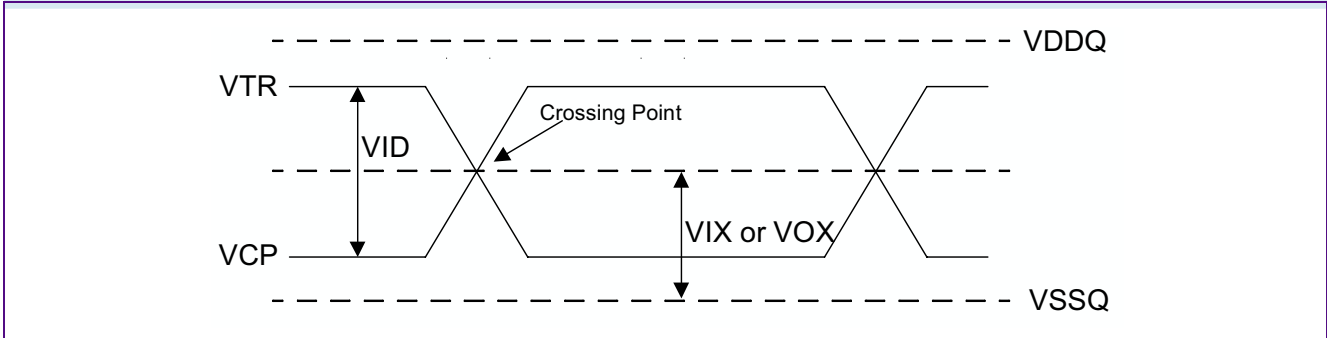 VDDQ
VTR
Crossing Point
VID
VIX or VOX
VCP
VSSQ